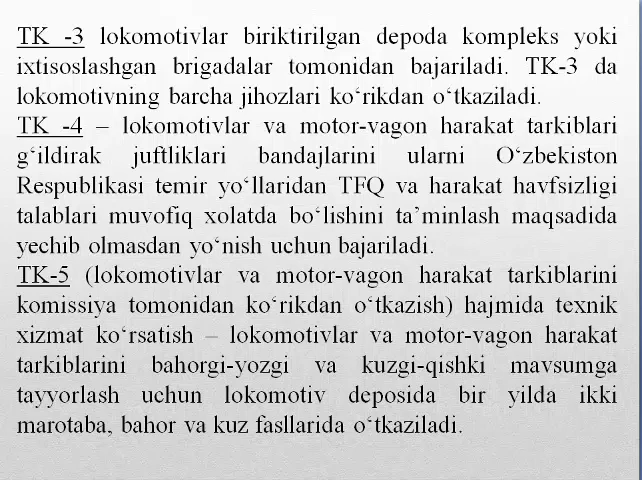 TK -3 lokomotivlar biriktirilgan depoda kompleks yoki
ixtisoslashgan brigadalar tomonidan bajariladi. TK-3 da
lokomotivning barcha jihozlari ko‘rikdan o‘tkaziladi.
TK -4 – lokomotivlar va motor-vagon harakat tarkiblari
g‘ildirak juftliklari bandajlarini ularni O‘zbekiston
Respublikasi temir yo‘llaridan TFQ va harakat havfsizligi
talablari muvofiq xolatda bo‘lishini ta’minlash maqsadida
yechib olmasdan yo‘nish uchun bajariladi.
TK-5 (lokomotivlar va motor-vagon harakat tarkiblarini
komissiya tomonidan ko‘rikdan o‘tkazish) hajmida texnik
xizmat ko‘rsatish – lokomotivlar va motor-vagon harakat
tarkiblarini bahorgi-yozgi va kuzgi-qishki mavsumga
tayyorlash uchun lokomotiv deposida bir yilda ikki
marotaba, bahor va kuz fasllarida o‘tkaziladi.